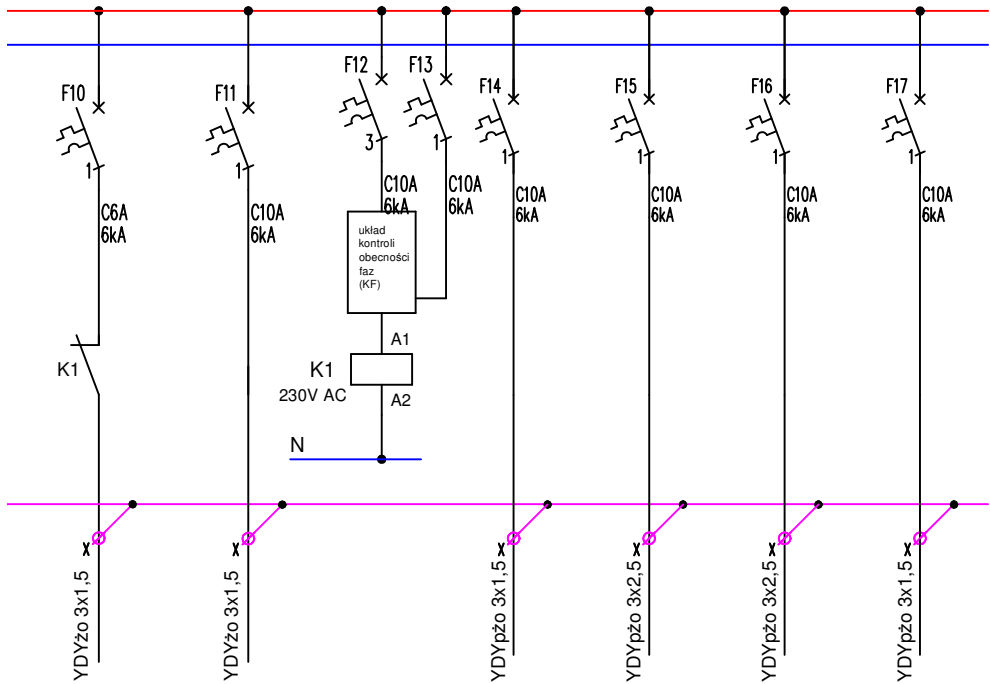 F10
1
C6A
6kA
K1
X
YDYżo 3x1,5
F11
1
C10A
6kA
X
YDYżo 3x1,5
F12
3
C10A
6kA
F13
1
C10A
6kA
układ
kontroli
obecności
faz
(KF)
A1
K1
230V AC
A2
N
F14
1
C10A
6kA
X
YDYpżo 3x1,5
F15
1
C10A
6kA
X
YDYpżo 3x2,5
F16
1
C10A
6kA
X
YDYpżo 3x2,5
F17
1
C10A
6kA
X
YDYpżo 3x1,5